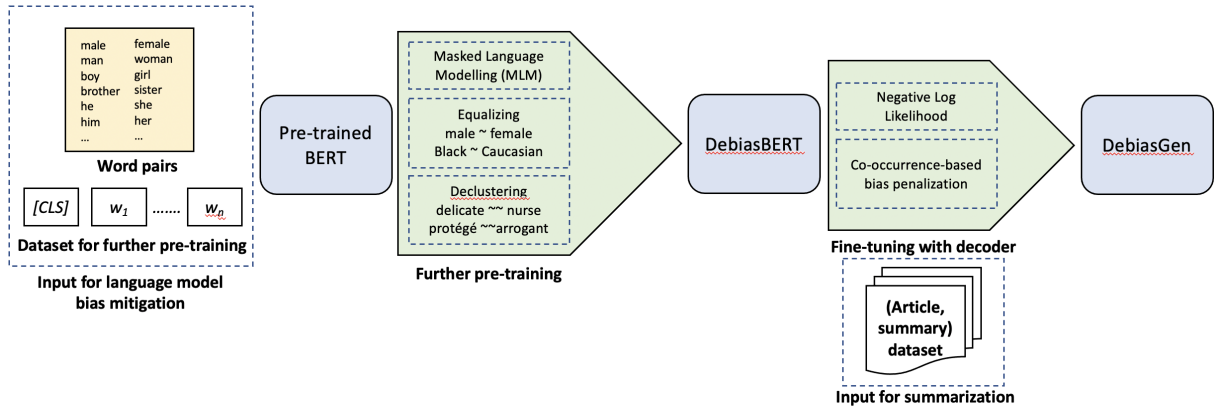 male female
man woman
boy girl
brother sister
he she
him her
... ...
Word pairs
[CLS] w1 ....... wn
Dataset for further pre-training
Input for language model
bias mitigation
Pre-trained
BERT
Masked Language
Modelling (MLM)
Equalizing
male ~ female
Black ~ Caucasian
Declustering
delicate ~~ nurse
protégé ~~arrogant
Further pre-training
DebiasBERT
Negative Log
Likelihood
Co-occurrence-based
bias penalization
Fine-tuning with decoder
(Article,
summary)
dataset
Input for summarization
DebiasGen